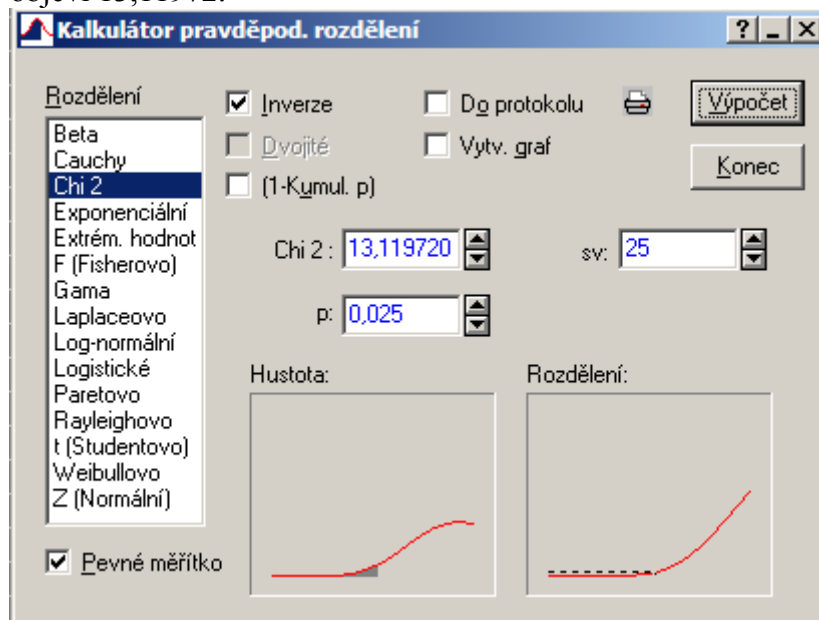 13,11972.
Kalkulátor pravděpod. rozdělení
Rozdělení
Beta
Cauchy
Chi 2
Exponenciální
Extrém. hodnot
F (Fisherovo)
Gama
Laplaceovo
Log-normální
Logistické
Paretovo
Rayleighovo
t (Studentovo)
Weibullovo
Z (Normální)
Pevné měřítko
Inverze
Dvojité
(1-Kumul. p)
Do protokolu
Vytv. graf
Výpočet
Konec
Chi 2 : 13,119720
sv: 25
p: 0,025
Hustota:
Rozdělení: